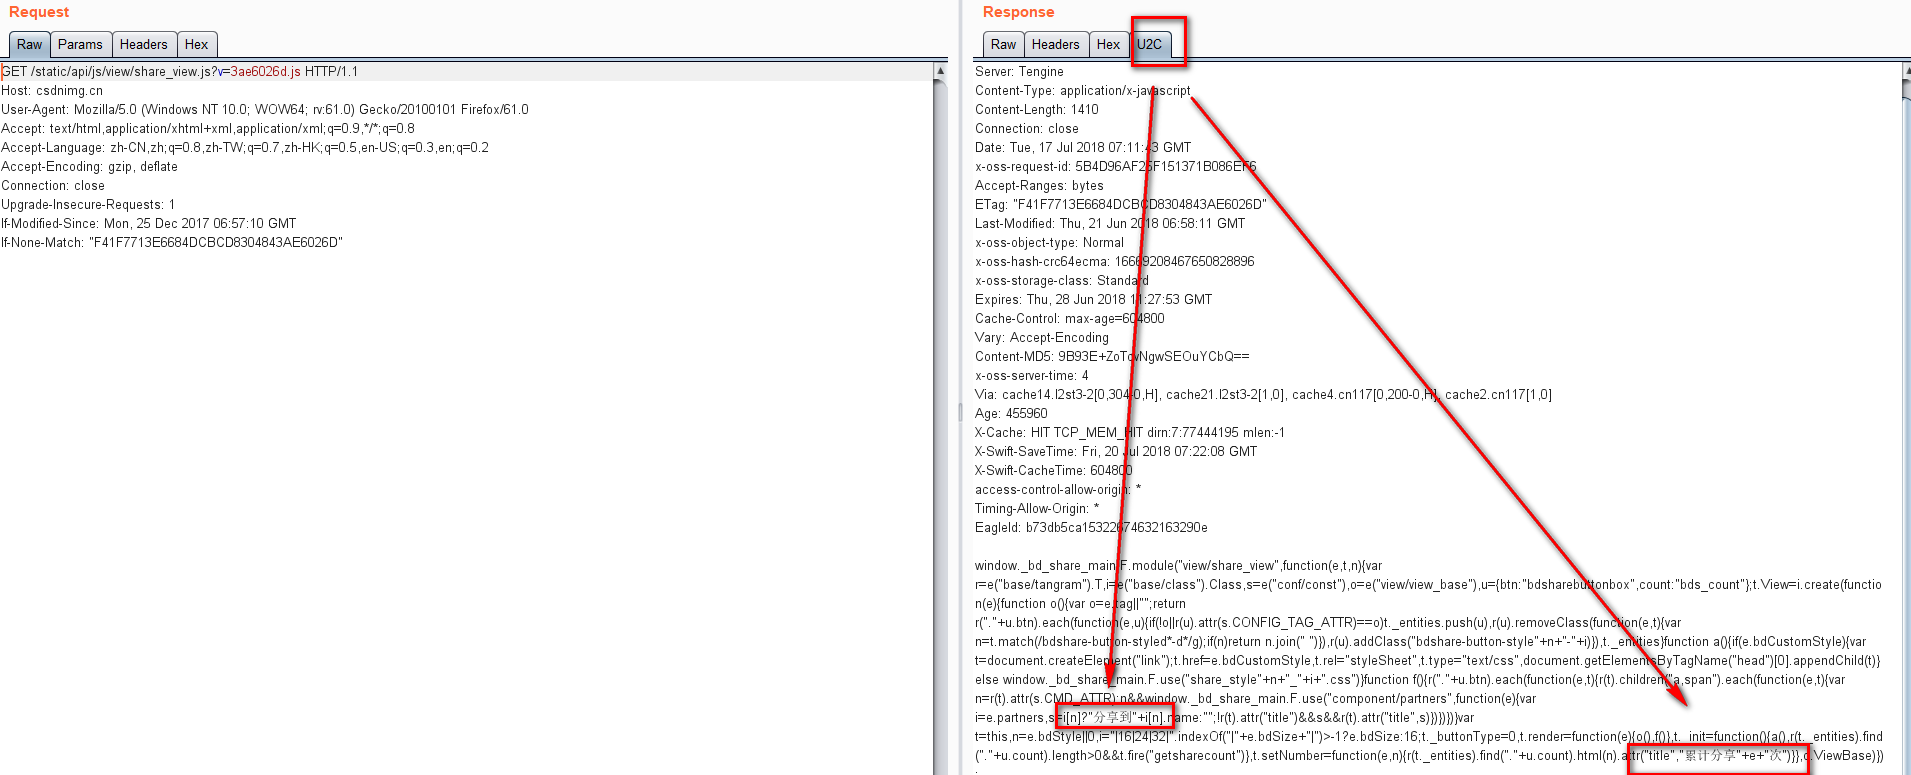 Request
Raw Params Headers Hex
GET /static/api/js/view/share_view.js?v=3ae6026d.js HTTP/1.1
Host: csdnimg.cn
User-Agent: Mozilla/5.0 (Windows NT 10.0; WOW64; rv:61.0) Gecko/20100101 Firefox/61.0
Accept: text/html,application/xhtml+xml,application/xml;q=0.9,*/*;q=0.8
Accept-Language: zh-CN,zh;q=0.8,zh-TW;q=0.7,zh-HK;q=0.5,en-US;q=0.3,en;q=0.2
Accept-Encoding: gzip, deflate
Connection: close
Upgrade-Insecure-Requests: 1
If-Modified-Since: Mon, 25 Dec 2017 06:57:10 GMT
If-None-Match: "F41F7713E6684DCBCD8304843AE6026D"
Response
Raw Headers Hex U2C
Server: Tengine
Content-Type: application/x-javascript
Content-Length: 1410
Connection: close
Date: Tue, 17 Jul 2018 07:11:43 GMT
x-oss-request-id: 5B4D96AF25F151371B086EF6
Accept-Ranges: bytes
ETag: "F41F7713E6684DCBCD8304843AE6026D"
Last-Modified: Thu, 21 Jun 2018 06:58:11 GMT
x-oss-object-type: Normal
x-oss-hash-crc64ecma: 16669208467650828896
x-oss-storage-class: Standard
Expires: Thu, 28 Jun 2018 11:27:53 GMT
Cache-Control: max-age=604800
Vary: Accept-Encoding
Content-MD5: 9B93E+ZoTcvNgwSEOuYCbQ==
x-oss-server-time: 4
Via: cache14.l2st3-2[0,304-0,H], cache21.l2st3-2[1,0], cache4.cn117[0,200-0,H], cache2.cn117[1,0]
Age: 455960
X-Cache: HIT TCP_MEM_HIT dirn:7:77444195 mlen:-1
X-Swift-SaveTime: Fri, 20 Jul 2018 07:22:08 GMT
X-Swift-CacheTime: 604800
access-control-allow-origin: *
Timing-Allow-Origin: *
EagleId: b73db5ca15322674632163290e
window._bd_share_main.F.module("view/share_view",function(e,t,n){var
r=e("base/tangram").T,i=e("base/class").Class,s=e("conf/const"),o=e("view/view_base"),u={btn:"bdsharebuttonbox",count:"bds_count"};t.View=i.create(functio
n(e){function o(){var o=e.tag||"";return
r("."+u.btn).each(function(e,u){if(!o||r(u).attr(s.CONFIG_TAG_ATTR)==o)t._entities.push(u),r(u).removeClass(function(e,t){var
n=t.match(/bdshare-button-styled*-d*/g);if(n)return n.join(" ")}),r(u).addClass("bdshare-button-style"+n+"-"+i)}),t._entities}function a(){if(e.bdCustomStyle){var
t=document.createElement("link");t.href=e.bdCustomStyle,t.rel="styleSheet",t.type="text/css",document.getElementsByTagName("head")[0].appendChild(t)}
else window._bd_share_main.F.use("share_style"+n+"_"+i+".css")}function f(){r("."+u.btn).each(function(e,t){r(t).children("a,span").each(function(e,t){var
n=r(t).attr(s.CMD_ATTR);n&&window._bd_share_main.F.use("component/partners",function(e){var
i=e.partners,s=i[n]?"分享到"+i[n].name:"";!r(t).attr("title")&&s&&r(t).attr("title",s)})})})}var
t=this,n=e.bdStyle||0,i="|16|24|32|".indexOf("|"+e.bdSize+"|")>-1?e.bdSize:16;t._buttonType=0,t.render=function(e){o(),f()},t._init=function(){a(),r(t._entities).find
("."+u.count).length>0&&t.fire("getsharecount")},t.setNumber=function(e,n){r(t._entities).find("."+u.count).html(n).attr("title","累计分享"+e+"次")}},o.ViewBase)})